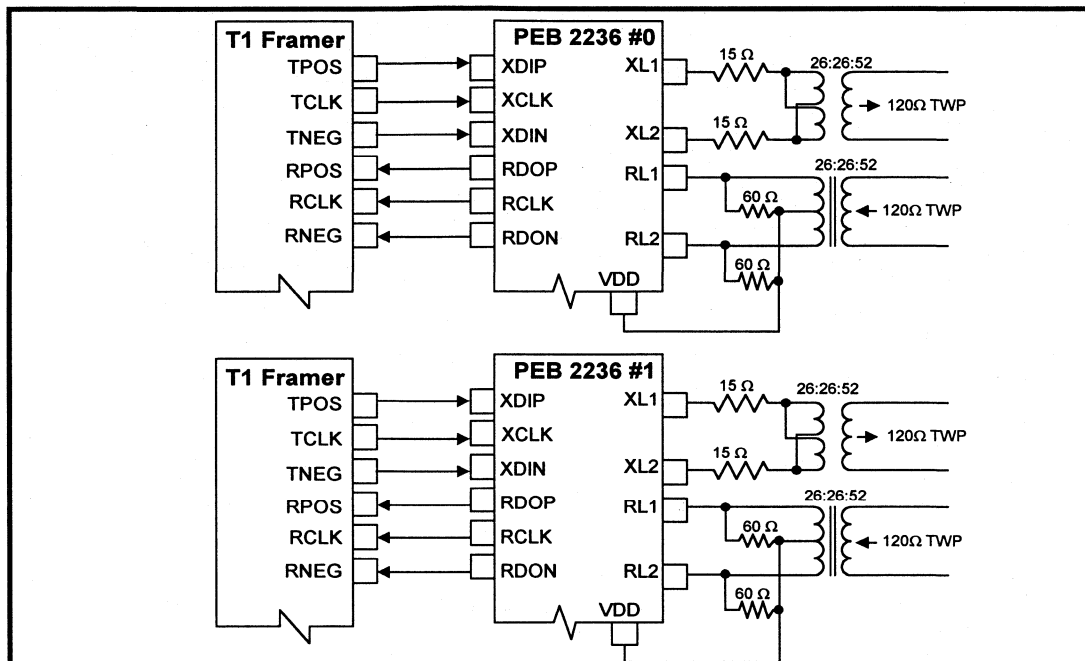 T1 Framer
TPOS
TCLK
TNEG
RPOS
RCLK
RNEG
PEB 2236 #0
XDIP
XCLK
XDIN
RDOP
RCLK
RDON
XL1
XL2
RL1
RL2
VDD
15 Ω
15 Ω
26:26:52
120Ω TWP
26:26:52
60 Ω
120Ω TWP
60 Ω
T1 Framer
TPOS
TCLK
TNEG
RPOS
RCLK
RNEG
PEB 2236 #1
XDIP
XCLK
XDIN
RDOP
RCLK
RDON
XL1
XL2
RL1
RL2
VDD
15 Ω
15 Ω
26:26:52
120Ω TWP
26:26:52
60 Ω
120Ω TWP
60 Ω